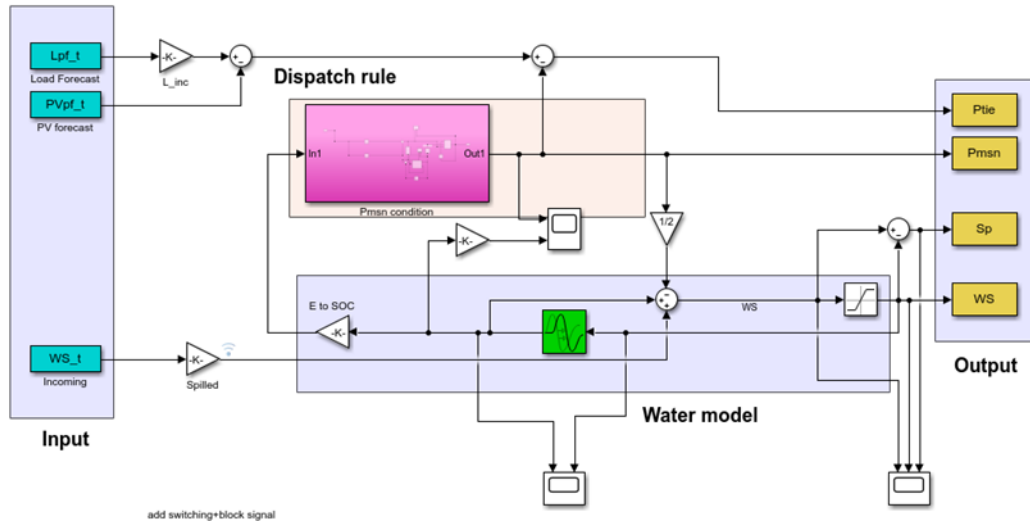 Lpf_t
Load Forecast
PVpf_t
PV forecast
-K-
L_inc
+
-
+
-
Dispatch rule
In1
Out1
Pmsn condition
Ptie
Pmsn
Sp
WS
Output
1/2
-K-
E to SOC
-K-
WS
+
-
WS_t
Incoming
-K-
Spilled
Input
Water model
add switching+block signal